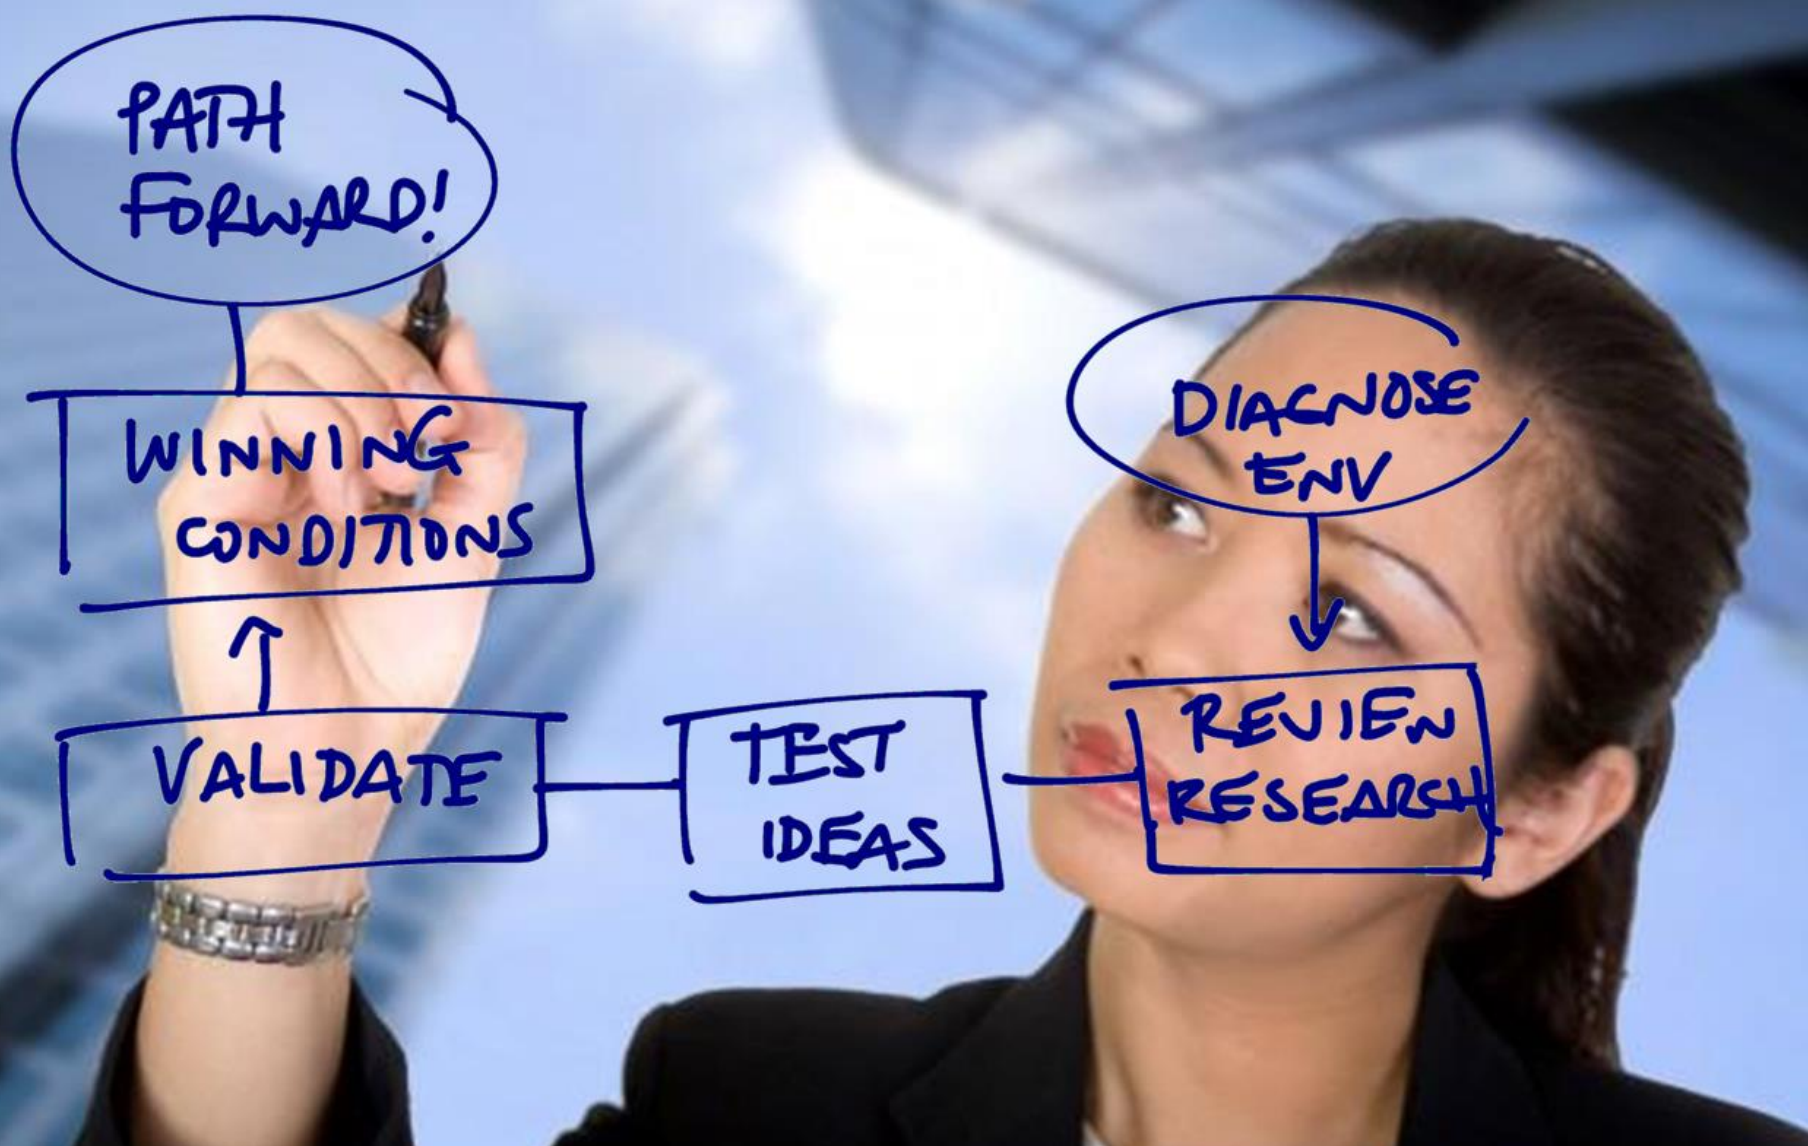 PATH
FORWARD!
WINNING
CONDITIONS
VALIDATE
TEST
IDEAS
DIAGNOSE
ENV
REVIEW
RESEARCH